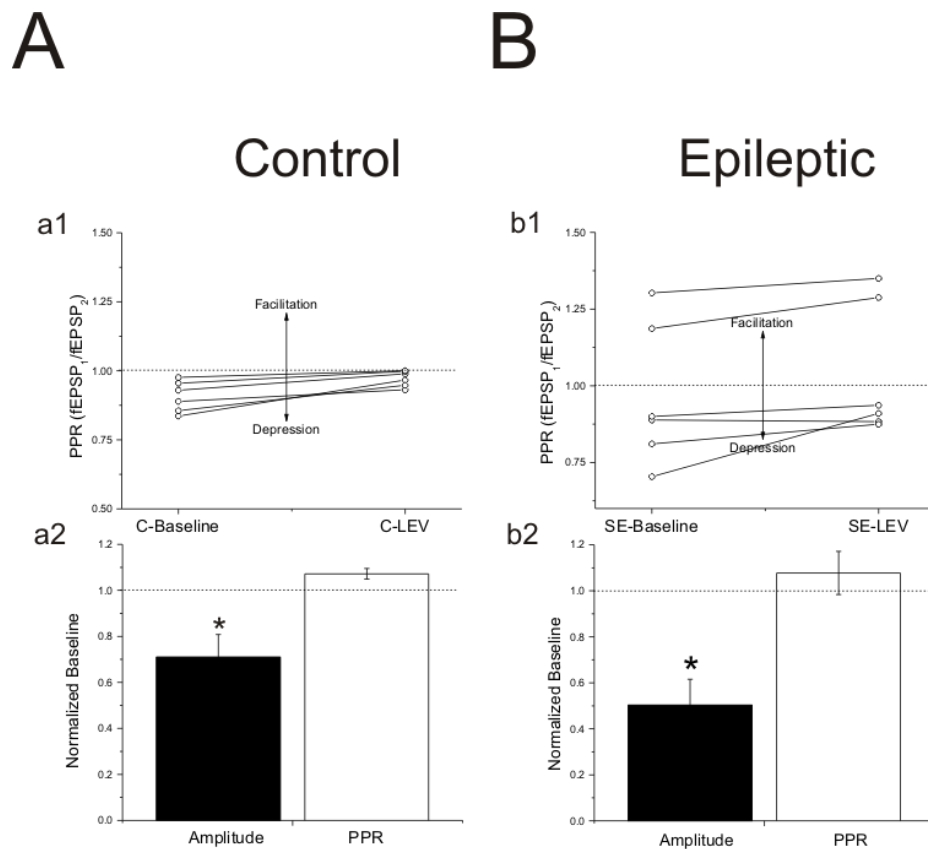 A
B
Control
Epileptic
a1
1.50
1.25
1.00
0.75
0.50
PPR (fEPSP₁/fEPSP₂)
Facilitation
Depression
C-Baseline
C-LEV
b1
1.50
1.25
1.00
0.75
PPR (fEPSP₁/fEPSP₂)
Facilitation
Depression
SE-Baseline
SE-LEV
a2
1.2
1.0
0.8
0.6
0.4
0.2
0.0
Normalized Baseline
*
Amplitude
PPR
b2
1.2
1.0
0.8
0.6
0.4
0.2
0.0
Normalized Baseline
*
Amplitude
PPR